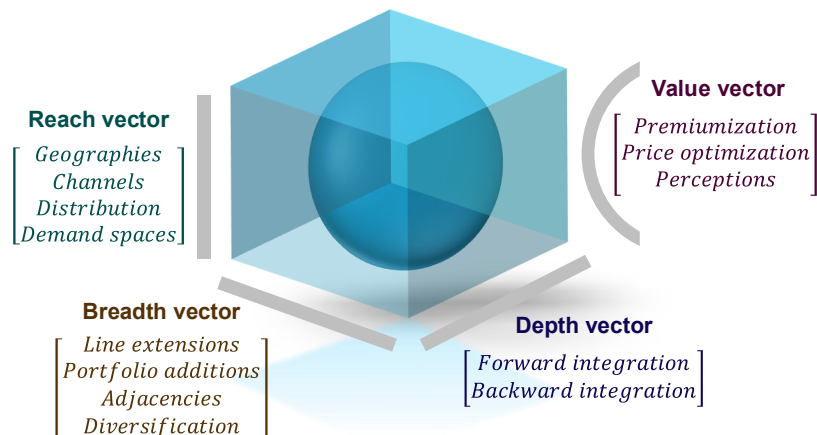 Reach vector
Geographies
Channels
Distribution
Demand spaces
Value vector
Premiumization
Price optimization
Perceptions
Breadth vector
Line extensions
Portfolio additions
Adjacencies
Diversification
Depth vector
Forward integration
Backward integration